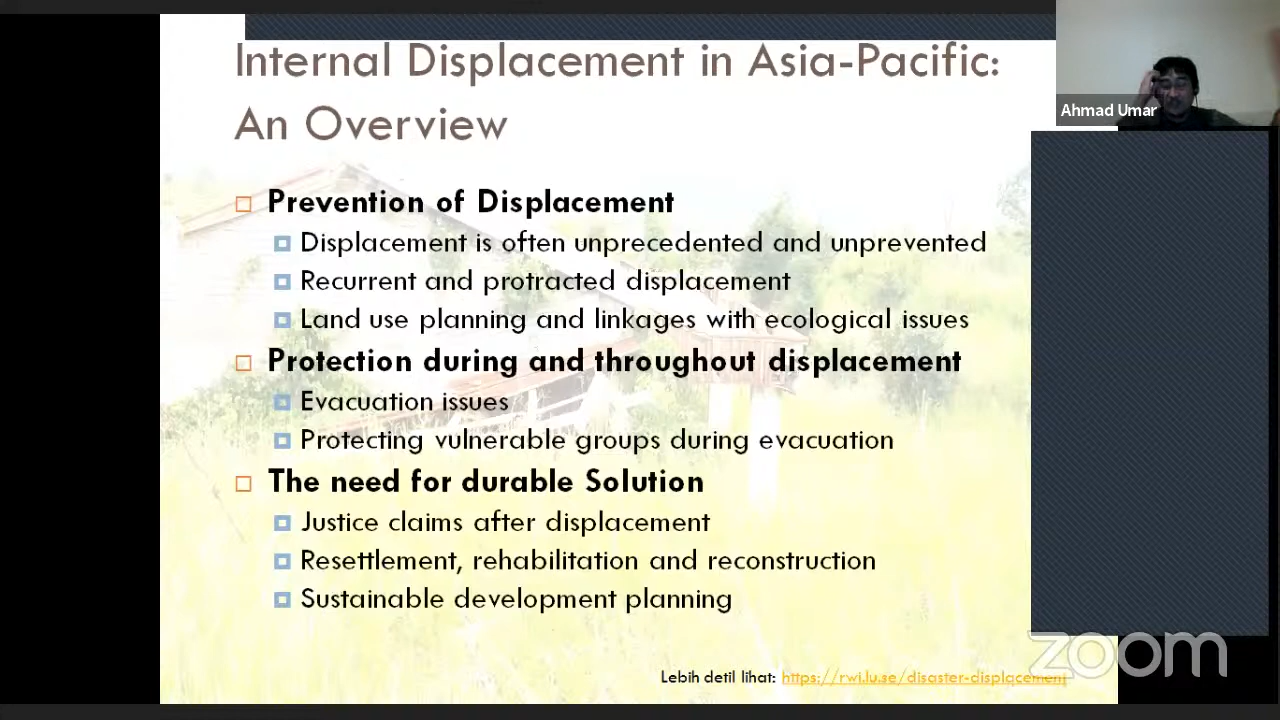 Internal Displacement in Asia-Pacific:
An Overview
Ahmad Umar
Prevention of Displacement
Displacement is often unprecedented and unprevented
Recurrent and protracted displacement
Land use planning and linkages with ecological issues
Protection during and throughout displacement
Evacuation issues
Protecting vulnerable groups during evacuation
The need for durable Solution
Justice claims after displacement
Resettlement, rehabilitation and reconstruction
Sustainable development planning
zoom
Lebih detil lihat: https://rwi.lu.se/disaster-displacement